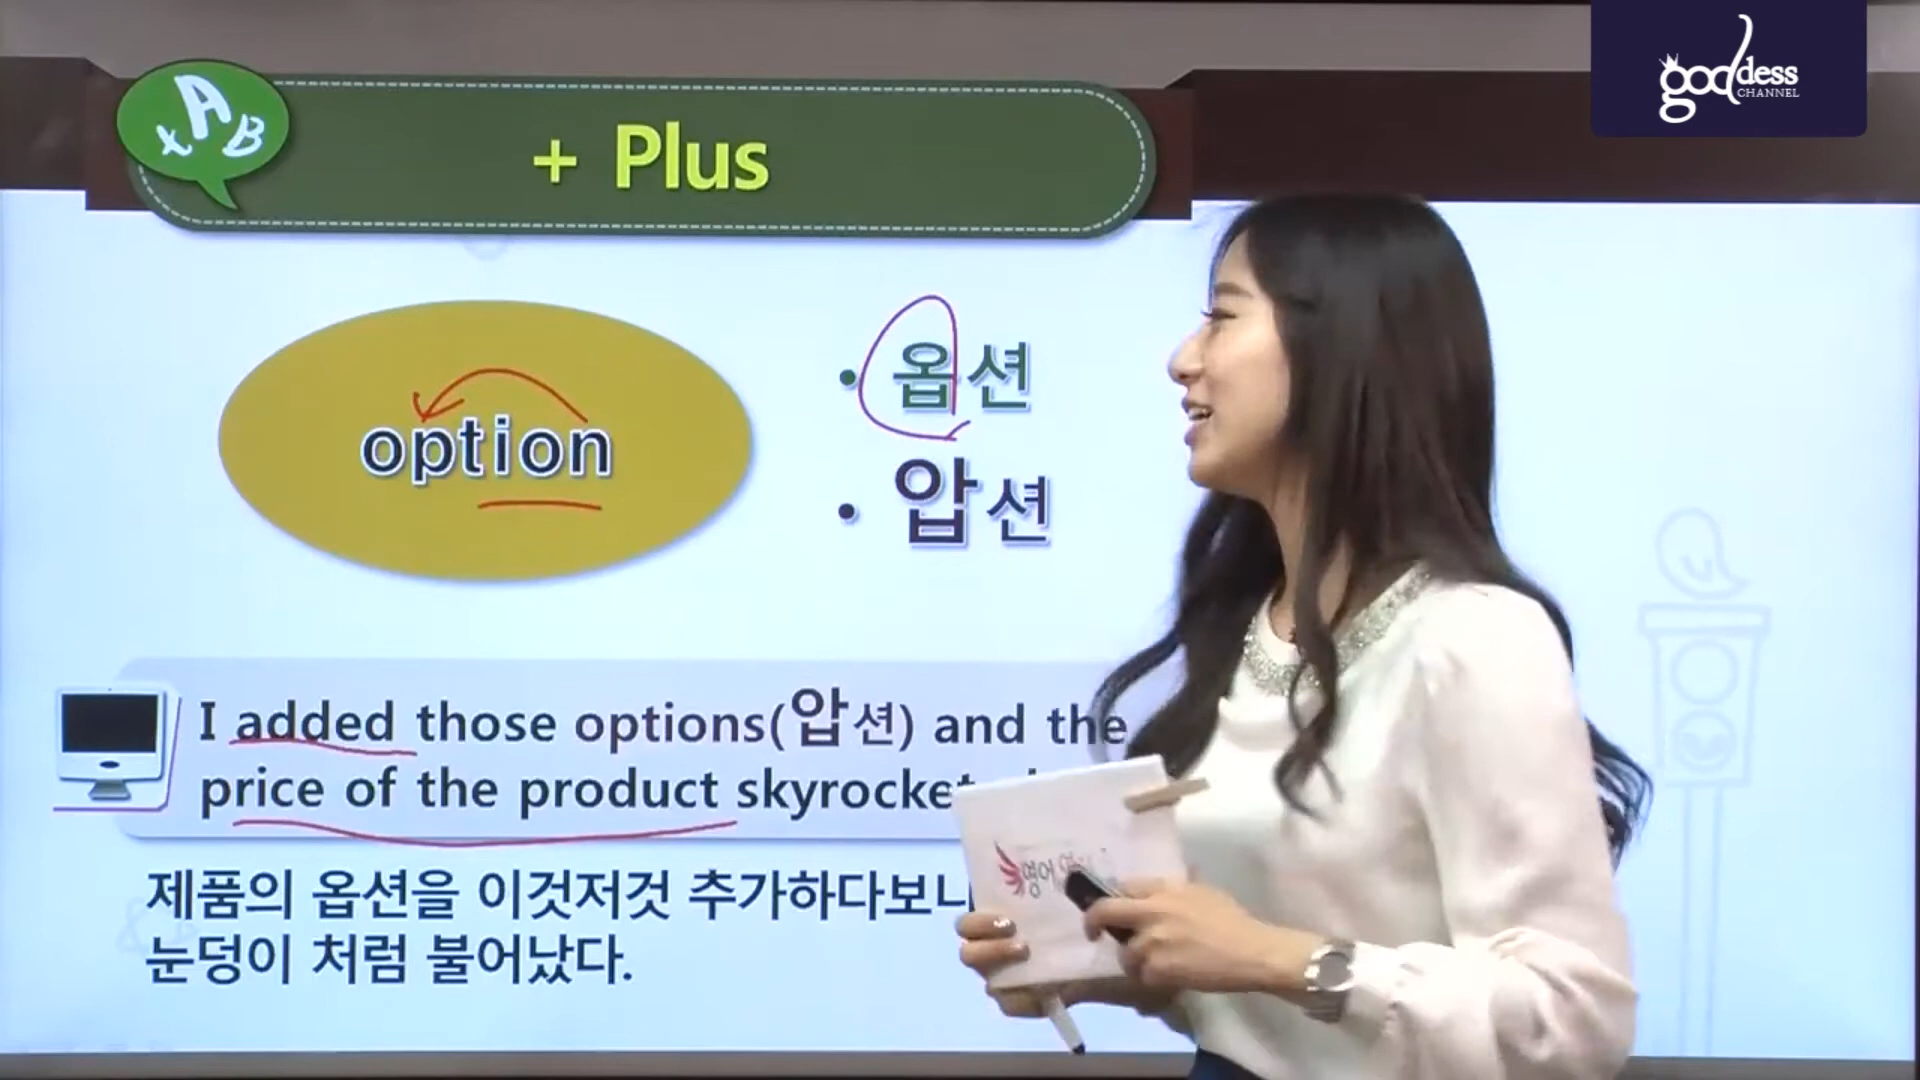 goddess
CHANNEL
A B t
+ Plus
option
• 옵션
• 압션
I added those options(압션) and the
price of the product
제품의 옵션을 이것저것 추가하다보니
눈덩이 처럼 불어났다.
영어